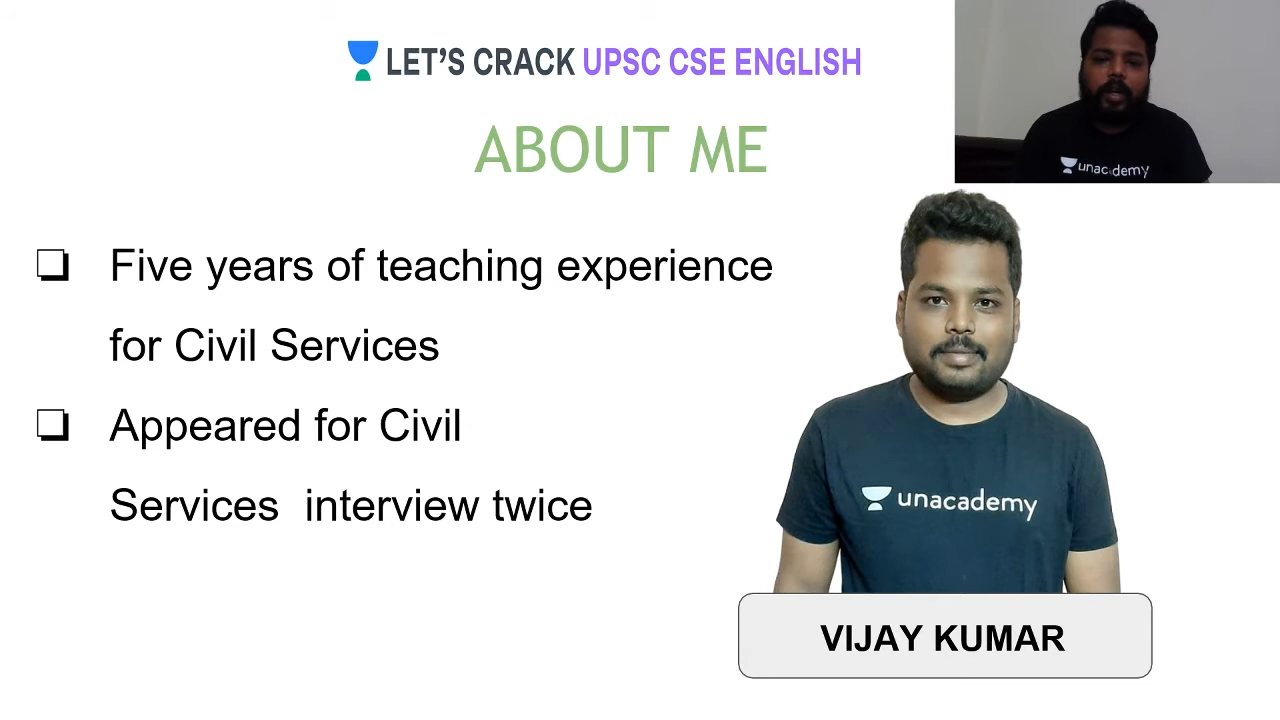 LET'S CRACK UPSC CSE ENGLISH
unacademy
ABOUT ME
Five years of teaching experience
for Civil Services
Appeared for Civil
Services interview twice
unacademy
VIJAY KUMAR